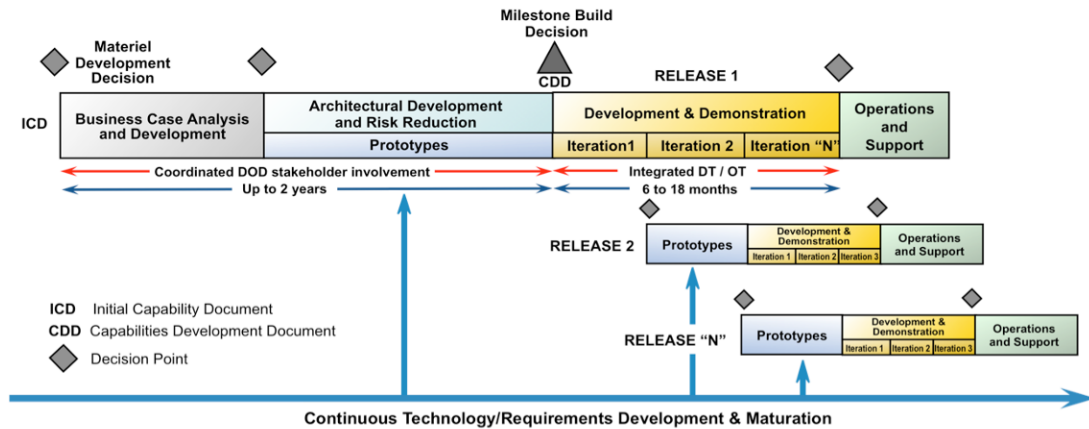 Milestone Build
Decision
Materiel
Development
Decision
CDD
RELEASE 1
ICD
Business Case Analysis
and Development
Architectural Development
and Risk Reduction
Prototypes
Development & Demonstration
Iteration1
Iteration 2
Iteration “N”
Operations
and
Support
Coordinated DOD stakeholder involvement
Up to 2 years
Integrated DT / OT
6 to 18 months
RELEASE 2
Prototypes
Development &
Demonstration
Iteration 1
Iteration 2
Iteration 3
Operations
and Support
RELEASE “N”
Prototypes
Development &
Demonstration
Iteration 1
Iteration 2
Iteration 3
Operations
and Support
ICD Initial Capability Document
CDD Capabilities Development Document
Decision Point
Continuous Technology/Requirements Development & Maturation